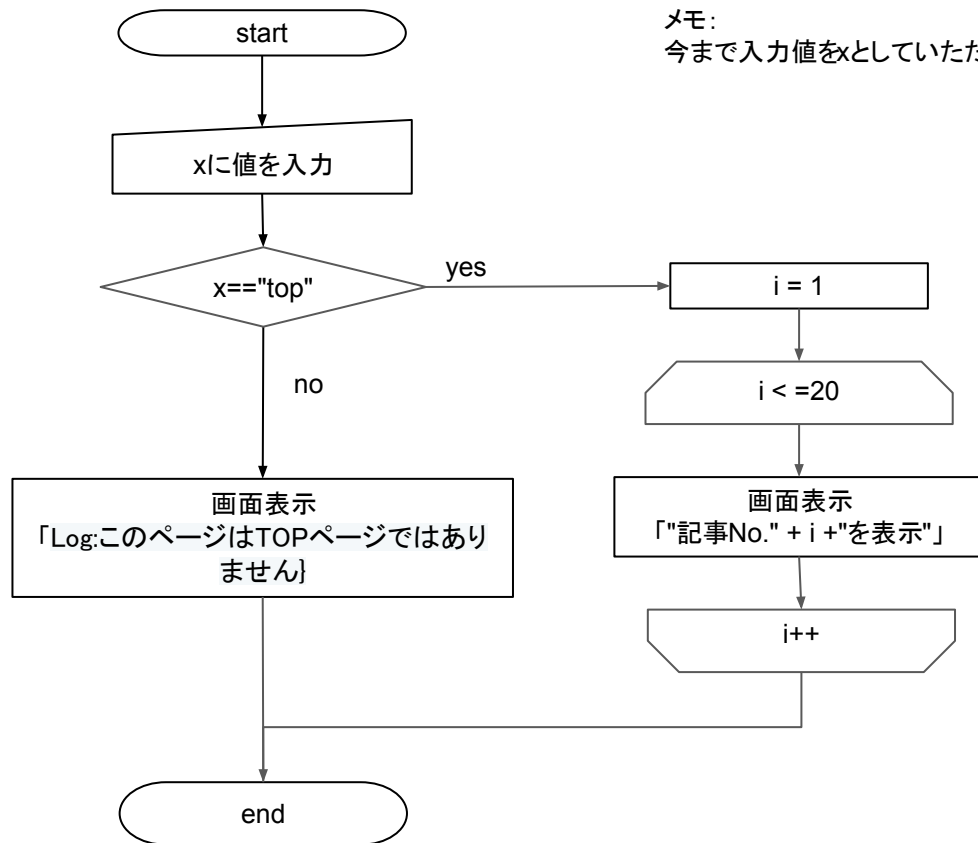 start
メモ:
今まで入力値をxとしていた
xに値を入力
x=="top"
yes
i = 1
no
i < =20
画面表示
「Log:このページはTOPページではあり
ません}
画面表示
「"記事No." + i +"を表示"」
i++
end